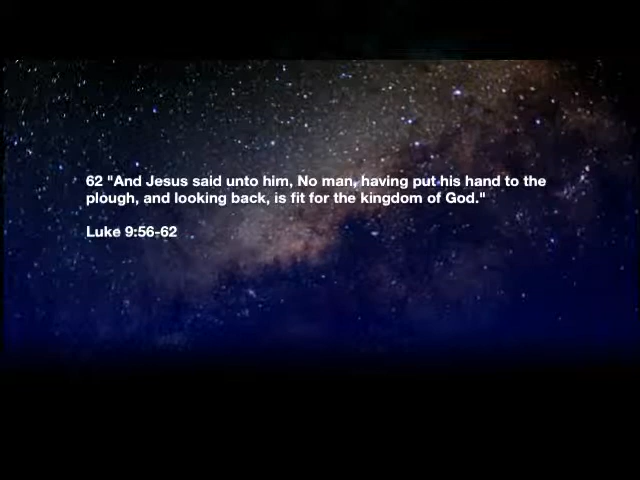 62 "And Jesus said unto him, No man, having put his hand to the
plough, and looking back, is fit for the kingdom of God."
Luke 9:56-62